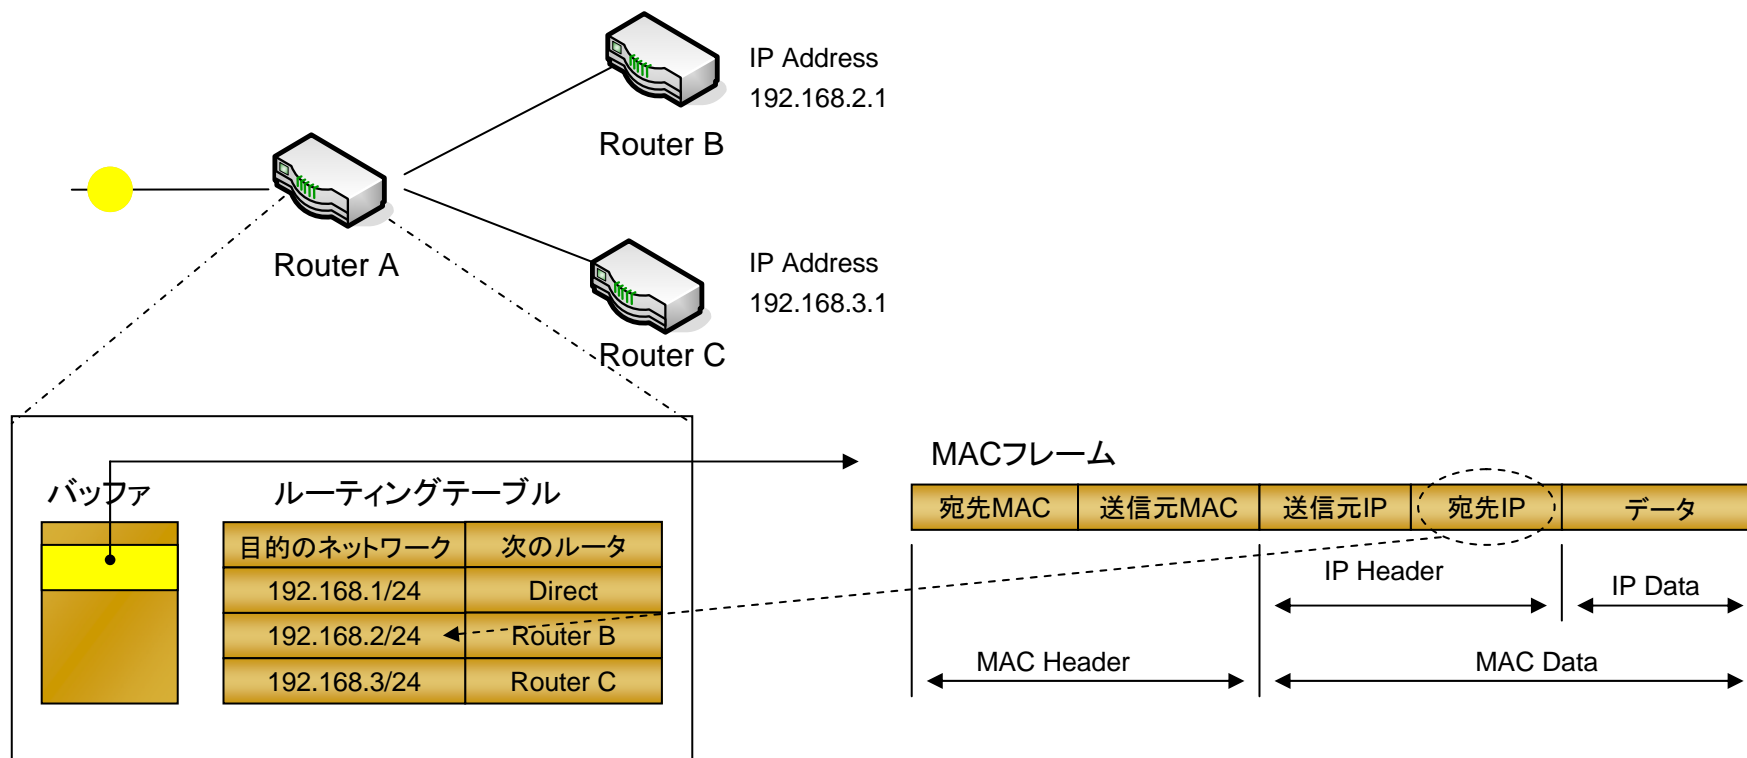 IP Address
192.168.2.1
Router B
Router A
IP Address
192.168.3.1
Router C
バッファ
ルーティングテーブル
目的のネットワーク 次のルータ
192.168.1/24 Direct
192.168.2/24 Router B
192.168.3/24 Router C
MACフレーム
宛先MAC 送信元MAC 送信元IP 宛先IP データ
IP Header
IP Data
MAC Header
MAC Data